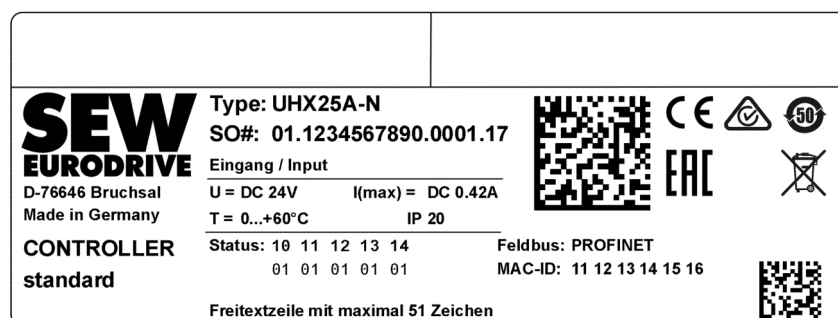 SEW
EURODRIVE
D-76646 Bruchsal
Made in Germany
CONTROLLER
standard
Type: UHX25A-N
SO#: 01.1234567890.0001.17
Eingang / Input
U = DC 24V I(max) = DC 0.42A
T = 0...+60°C IP 20
Status: 10 11 12 13 14
01 01 01 01 01
Feldbus: PROFINET
MAC-ID: 11 12 13 14 15 16
Freitextzeile mit maximal 51 Zeichen
CE
50
EAC